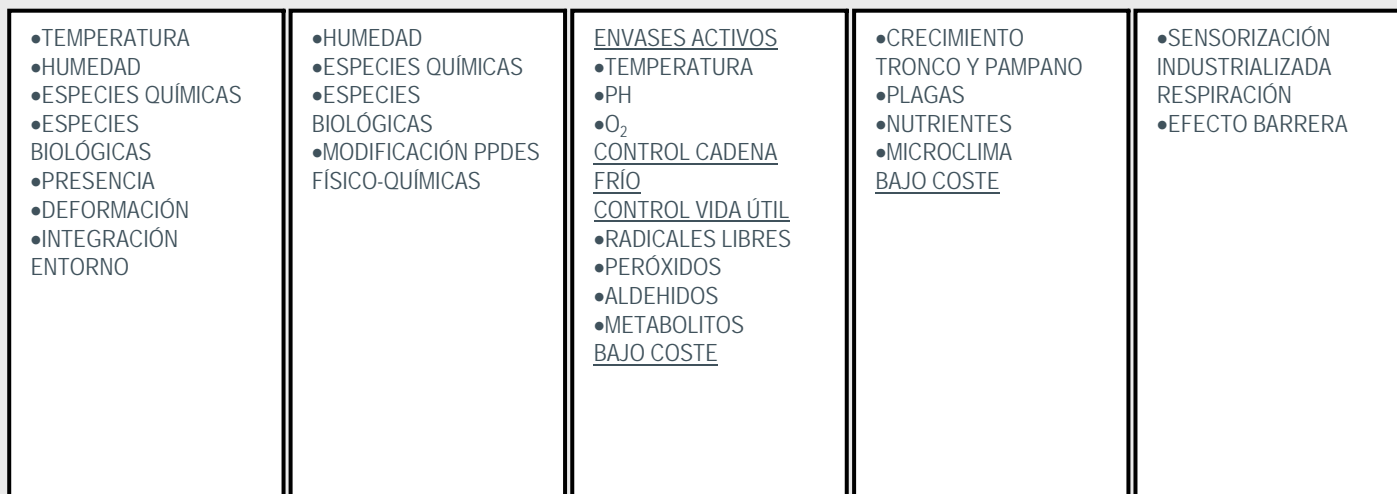 •TEMPERATURA
•HUMEDAD
•ESPECIES QUÍMICAS
•ESPECIES
BIOLÓGICAS
•PRESENCIA
•DEFORMACIÓN
•INTEGRACIÓN
ENTORNO
•HUMEDAD
•ESPECIES QUÍMICAS
•ESPECIES
BIOLÓGICAS
•MODIFICACIÓN PPDES
FÍSICO-QUÍMICAS
ENVASES ACTIVOS
•TEMPERATURA
•PH
•O₂
CONTROL CADENA
FRÍO
CONTROL VIDA ÚTIL
•RADICALES LIBRES
•PERÓXIDOS
•ALDEHIDOS
•METABOLITOS
BAJO COSTE
•CRECIMIENTO
TRONCO Y PAMPANO
•PLAGAS
•NUTRIENTES
•MICROCLIMA
BAJO COSTE
•SENSORIZACIÓN
INDUSTRIALIZADA
RESPIRACIÓN
•EFECTO BARRERA